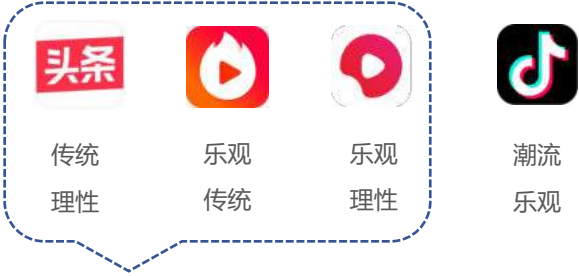 头条
传统 乐观 乐观 潮流
理性 传统 理性 乐观